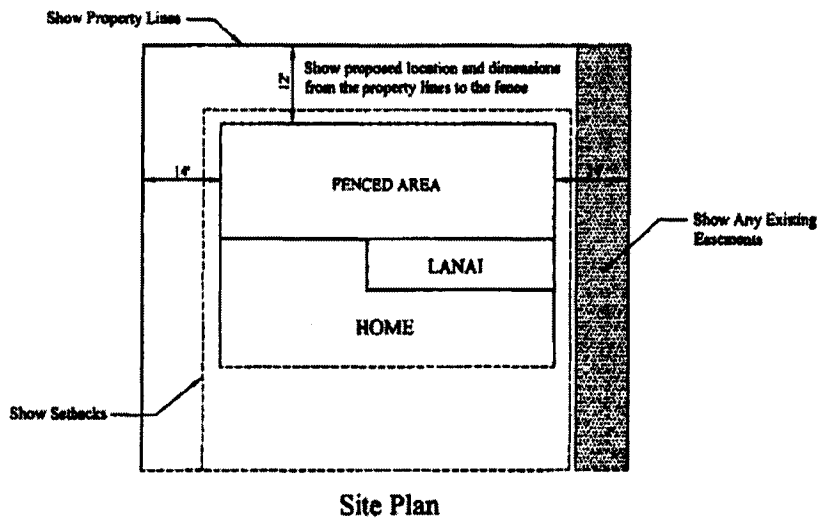 Show Property Lines
12'
Show proposed location and dimensions
from the property lines to the fence
14'
FENCED AREA
Show Any Existing
Easements
LANAI
HOME
Show Setbacks
Site Plan